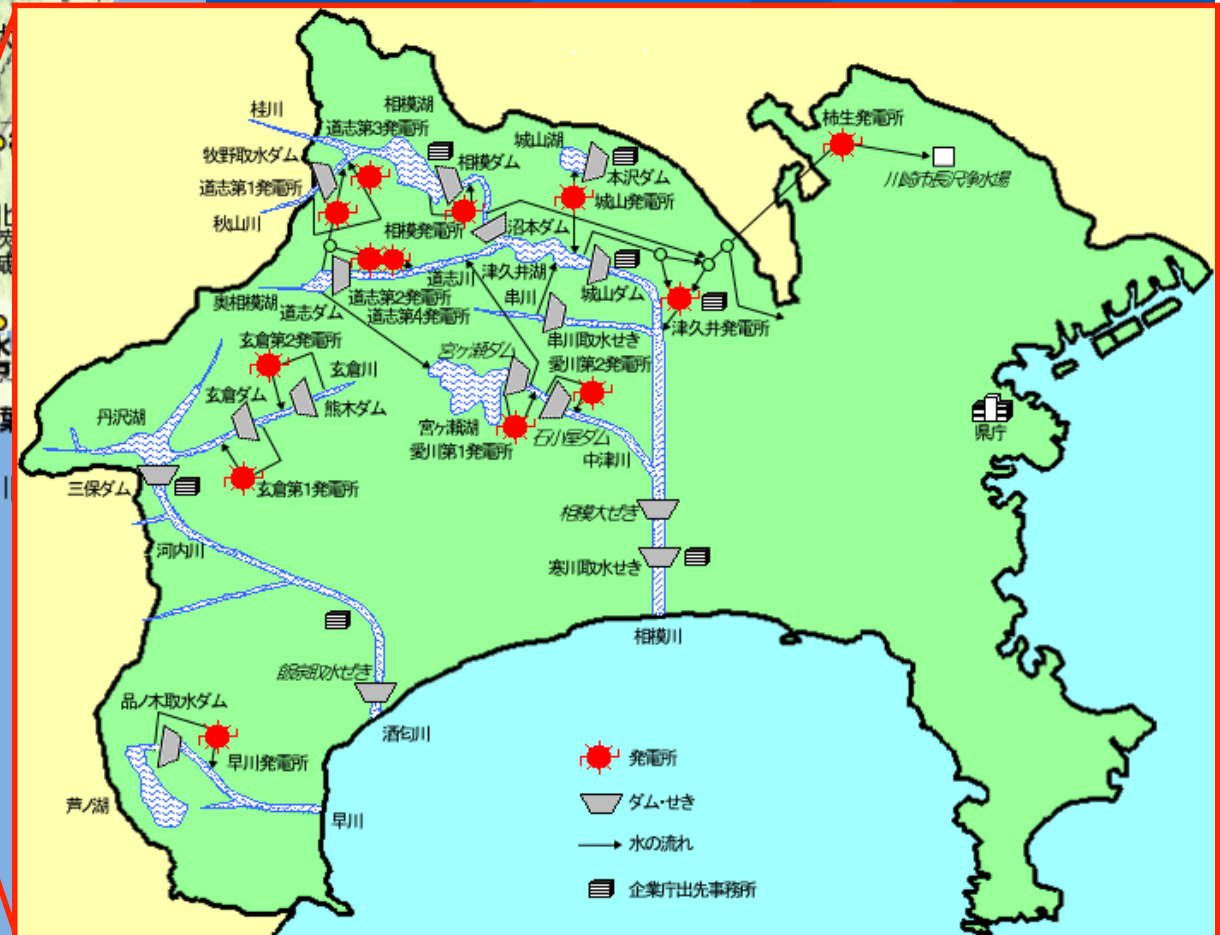 桂川
相模湖
道志第3発電所
牧野取水ダム
道志第1発電所
秋山川
相模ダム
相模発電所
城山湖
本沢ダム
城山発電所
沼本ダム
柿生発電所
川崎市長沢浄水場
奥相模湖
道志ダム
道志第2発電所
道志第4発電所
道志川
津久井湖
串川
城山ダム
津久井発電所
串川取水せき
愛川第2発電所
玄倉第2発電所
玄倉川
玄倉ダム
熊木ダム
丹沢湖
宮ヶ瀬ダム
宮ヶ瀬湖
愛川第1発電所
石小屋ダム
中津川
県庁
三保ダム
玄倉第1発電所
相模大ぜき
河内川
寒川取水せき
相模川
飯泉取水ぜき
品ノ木取水ダム
酒匂川
早川発電所
芦ノ湖
早川
発電所
ダム・せき
水の流れ
企業庁出先事務所